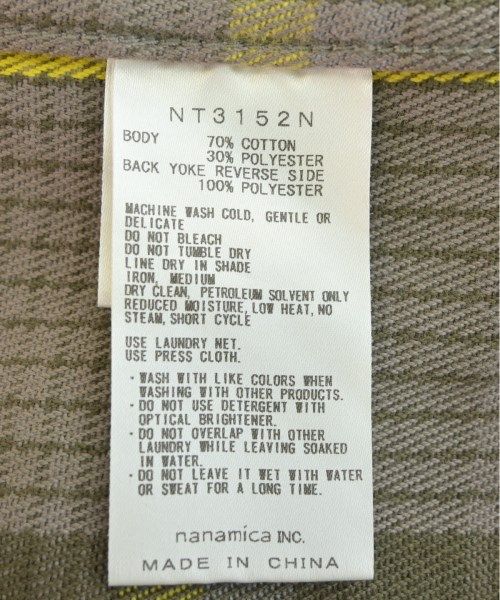 NT3152N
BODY 70% COTTON
30% POLYESTER
BACK YOKE REVERSE SIDE
100% POLYESTER
MACHINE WASH COLD, GENTLE OR
DELICATE
DO NOT BLEACH
DO NOT TUMBLE DRY
LINE DRY IN SHADE
IRON, MEDIUM
DRY CLEAN, PETROLEUM SOLVENT ONLY
REDUCED MOISTURE, LOW HEAT, NO
STEAM, SHORT CYCLE
USE LAUNDRY NET.
USE PRESS CLOTH.
・WASH WITH LIKE COLORS WHEN
WASHING WITH OTHER PRODUCTS.
・DO NOT USE DETERGENT WITH
OPTICAL BRIGHTENER.
・DO NOT OVERLAP WITH OTHER
LAUNDRY WHILE LEAVING SOAKED
IN WATER.
・DO NOT LEAVE IT WET WITH WATER
OR SWEAT FOR A LONG TIME.
nanamica INC.
MADE IN CHINA